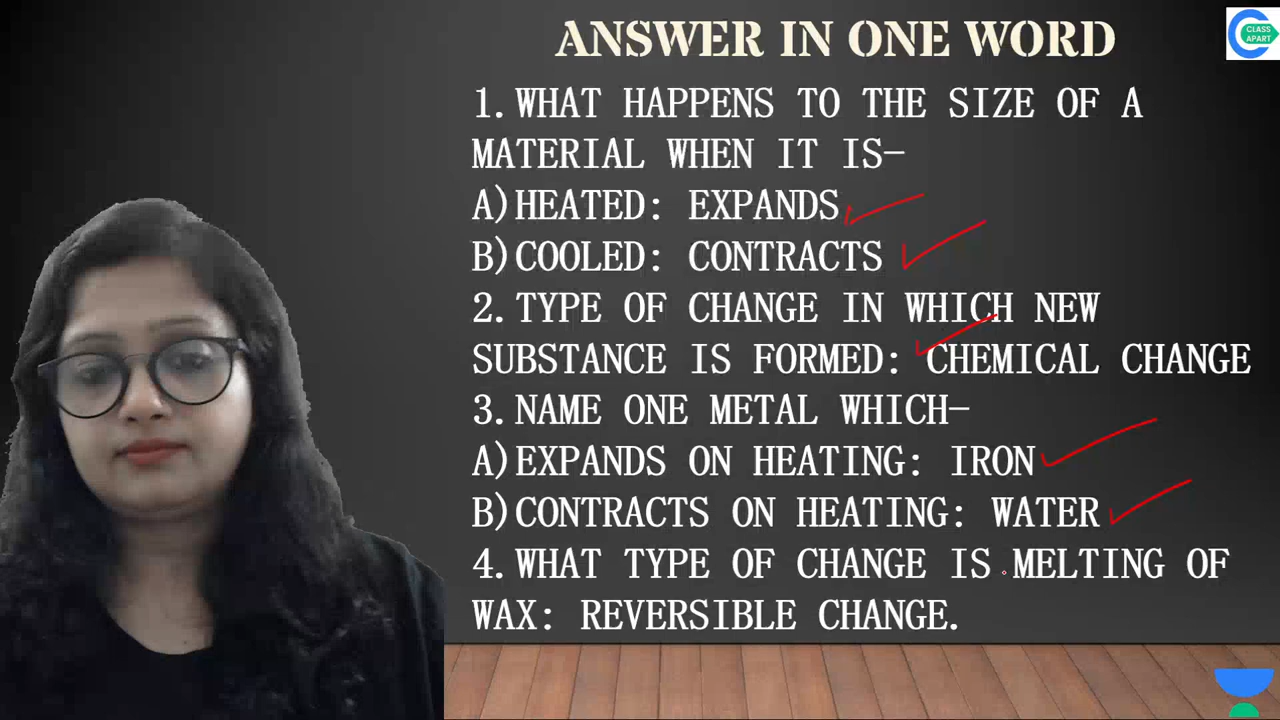 ANSWER IN ONE WORD
CLASS
APART
1.WHAT HAPPENS TO THE SIZE OF A
MATERIAL WHEN IT IS-
A)HEATED: EXPANDS
B)COOLED: CONTRACTS
2.TYPE OF CHANGE IN WHICH NEW
SUBSTANCE IS FORMED: CHEMICAL CHANGE
3.NAME ONE METAL WHICH-
A)EXPANDS ON HEATING: IRON
B)CONTRACTS ON HEATING: WATER
4.WHAT TYPE OF CHANGE IS MELTING OF
WAX: REVERSIBLE CHANGE.